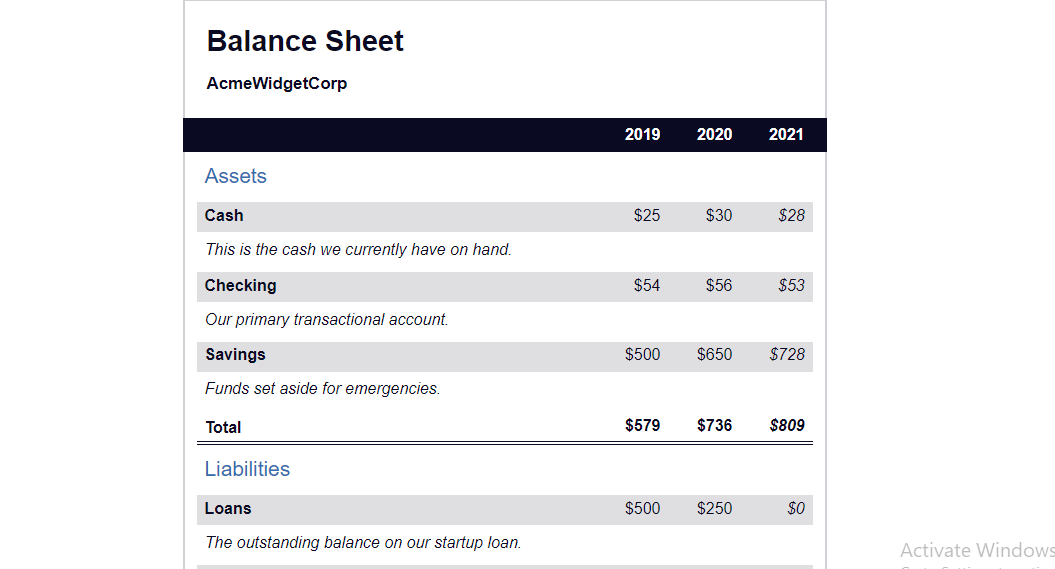 Balance Sheet
AcmeWidgetCorp
2019 2020 2021
Assets
Cash $25 $30 $28
This is the cash we currently have on hand.
Checking $54 $56 $53
Our primary transactional account.
Savings $500 $650 $728
Funds set aside for emergencies.
Total $579 $736 $809
Liabilities
Loans $500 $250 $0
The outstanding balance on our startup loan.
Activate Windows